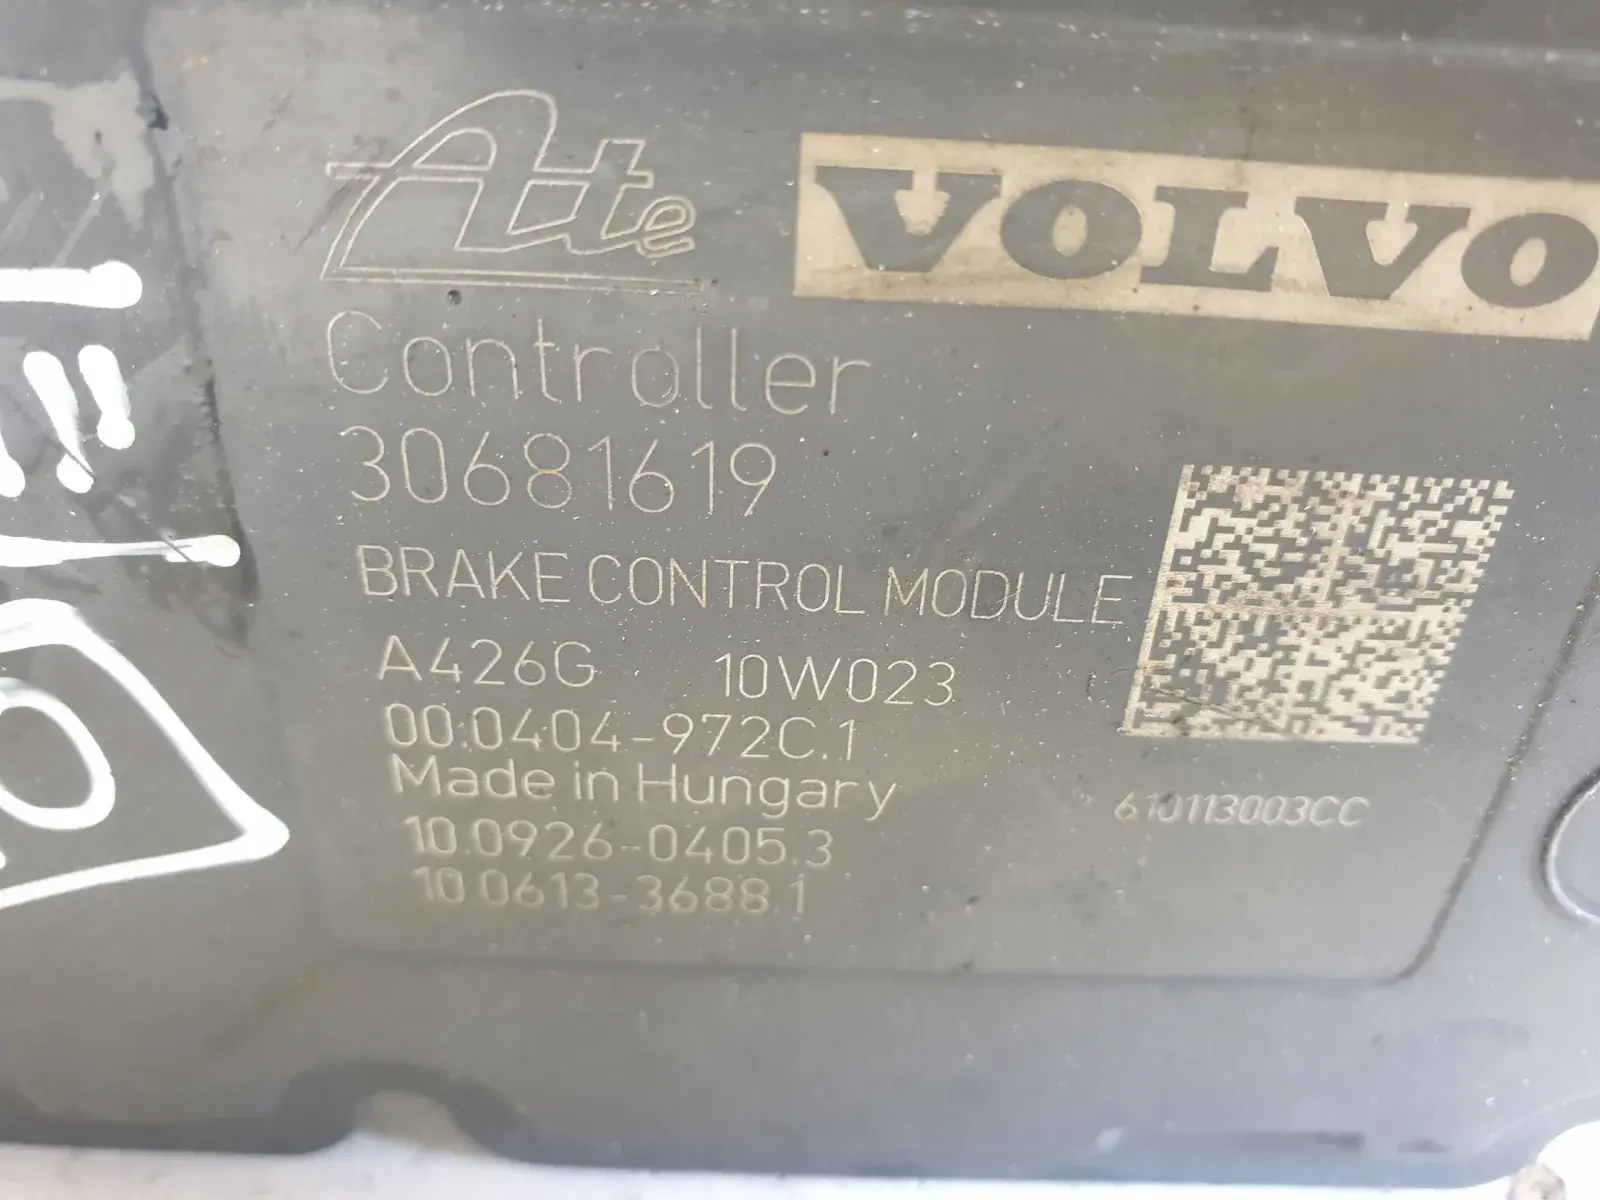 Ate VOLVO
Controller
30681619
BRAKE CONTROL MODULE
A426G 10W023
00.0404-972C.1
Made in Hungary
10.0926-0405.3
10.0613-3688.1
610113003CC